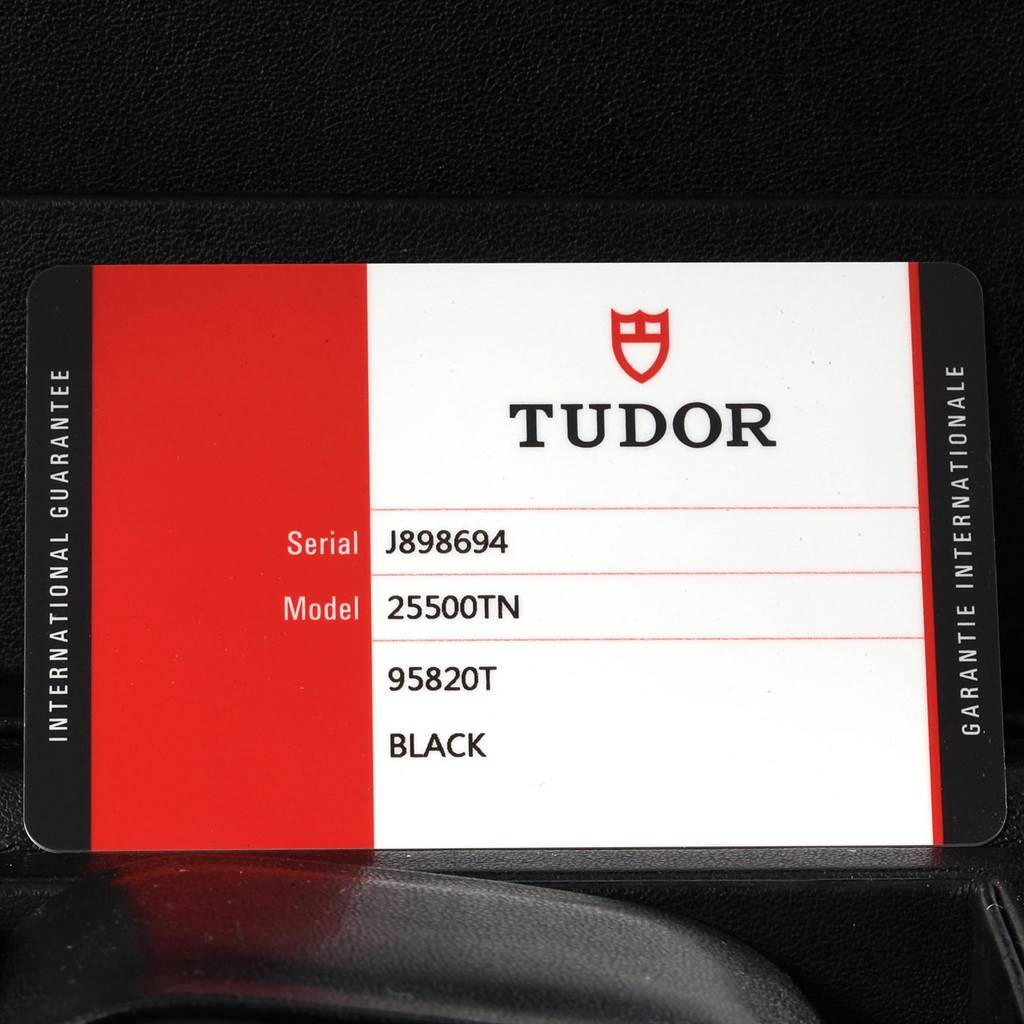 INTERNATIONAL GUARANTEE
TUDOR
Serial J898694
Model 25500TN
95820T
BLACK
GARANTIE INTERNATIONALE